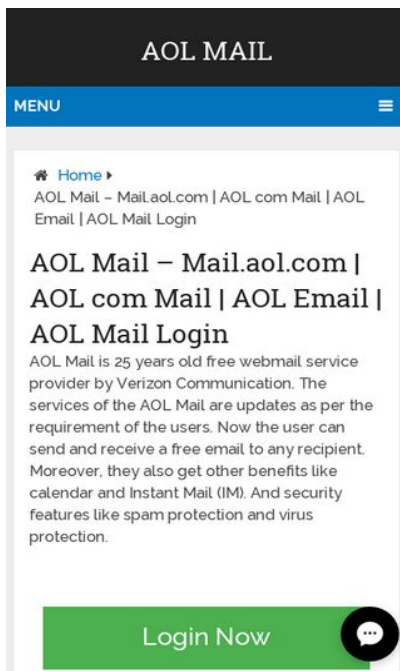 AOL MAIL
MENU
Home
AOL Mail – Mail.aol.com | AOL com Mail | AOL
Email | AOL Mail Login
AOL Mail – Mail.aol.com |
AOL com Mail | AOL Email |
AOL Mail Login
AOL Mail is 25 years old free webmail service
provider by Verizon Communication. The
services of the AOL Mail are updates as per the
requirement of the users. Now the user can
send and receive a free email to any recipient.
Moreover, they also get other benefits like
calendar and Instant Mail (IM). And security
features like spam protection and virus
protection.
Login Now